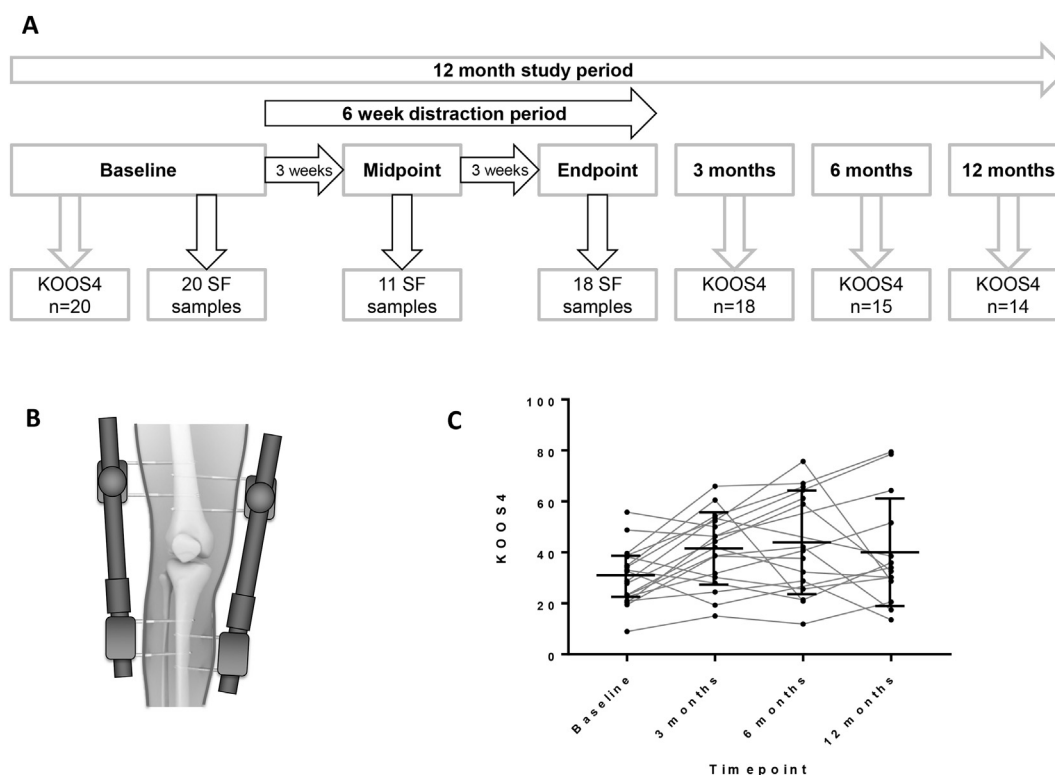 A
12 month study period
6 week distraction period
Baseline
3 weeks
Midpoint
3 weeks
Endpoint
3 months
6 months
12 months
KOOS4
n=20
20 SF
samples
11 SF
samples
18 SF
samples
KOOS4
n=18
KOOS4
n=15
KOOS4
n=14
B
C
100
80
60
40
20
0
KOOS4
Baseline
3 months
6 months
12 months
Timepoint